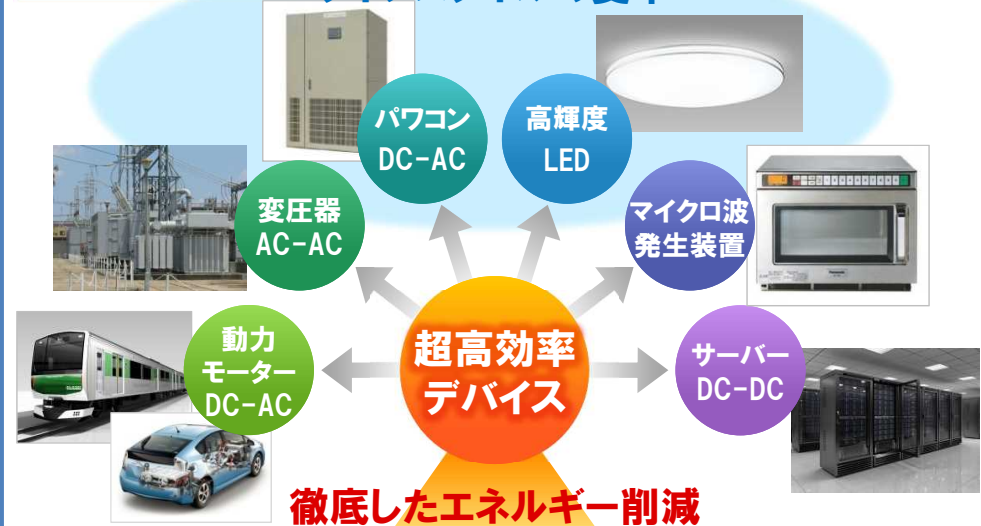 パワコン
DC-AC
高輝度
LED
変圧器
AC-AC
マイクロ波
発生装置
動力
モーター
DC-AC
超高効率
デバイス
サーバー
DC-DC
徹底したエネルギー削減